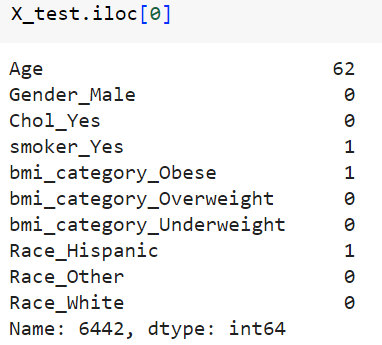 X_test.iloc[0]
Age 62
Gender_Male 0
Chol_Yes 0
smoker_Yes 1
bmi_category_Obese 1
bmi_category_Overweight 0
bmi_category_Underweight 0
Race_Hispanic 1
Race_Other 0
Race_White 0
Name: 6442, dtype: int64